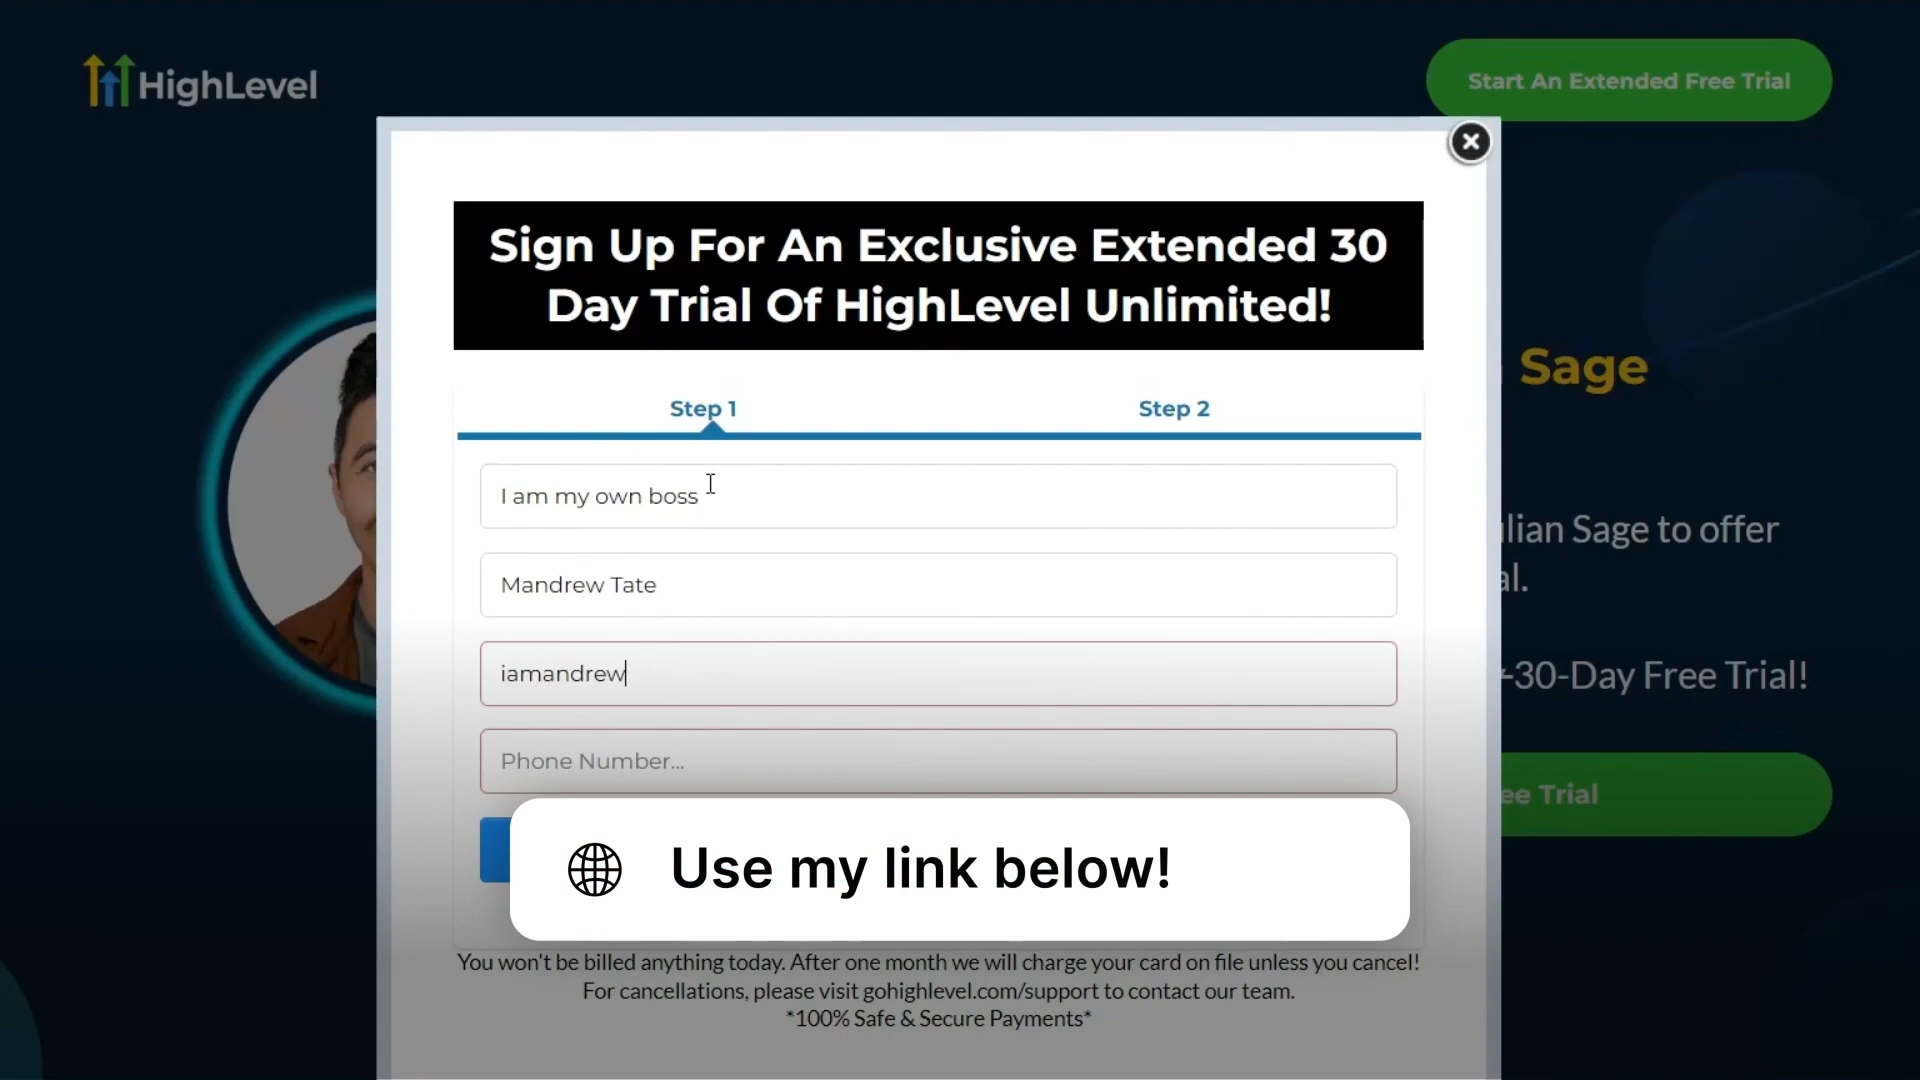 HighLevel
Start An Extended Free Trial
Sign Up For An Exclusive Extended 30
Day Trial Of HighLevel Unlimited!
Sage
Step 1
Step 2
I am my own boss
lian Sage to offer
al.
Mandrew Tate
iamandrew
30-Day Free Trial!
Phone Number...
ee Trial
Use my link below!
You won't be billed anything today. After one month we will charge your card on file unless you cancel!
For cancellations, please visit gohighlevel.com/support to contact our team.
*100% Safe & Secure Payments*